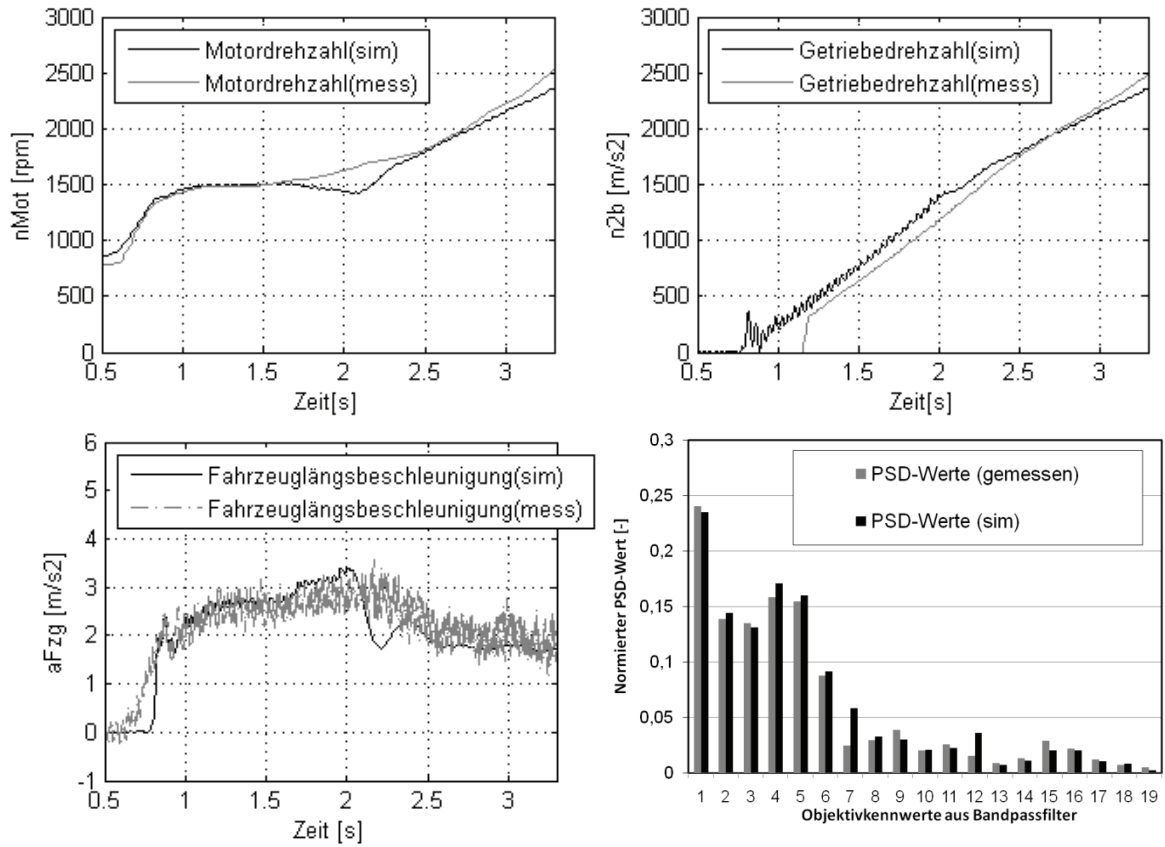 3000
2500
2000
1500
1000
500
0
nMot [rpm]
Motordrehzahl(sim)
Motordrehzahl(mess)
0.5 1 1.5 2 2.5 3
Zeit[s]
3000
2500
2000
1500
1000
500
0
n2b [m/s2]
Getriebedrehzahl(sim)
Getriebedrehzahl(mess)
0.5 1 1.5 2 2.5 3
Zeit[s]
6
5
4
3
2
1
0
-1
aFzg [m/s2]
Fahrzeuglängsbeschleunigung(sim)
Fahrzeuglängsbeschleunigung(mess)
0.5 1 1.5 2 2.5 3
Zeit [s]
0,3
0,25
0,2
0,15
0,1
0,05
0
Normierter PSD-Wert [-]
PSD-Werte (gemessen)
PSD-Werte (sim)
1 2 3 4 5 6 7 8 9 10 11 12 13 14 15 16 17 18 19
Objektivkennwerte aus Bandpassfilter